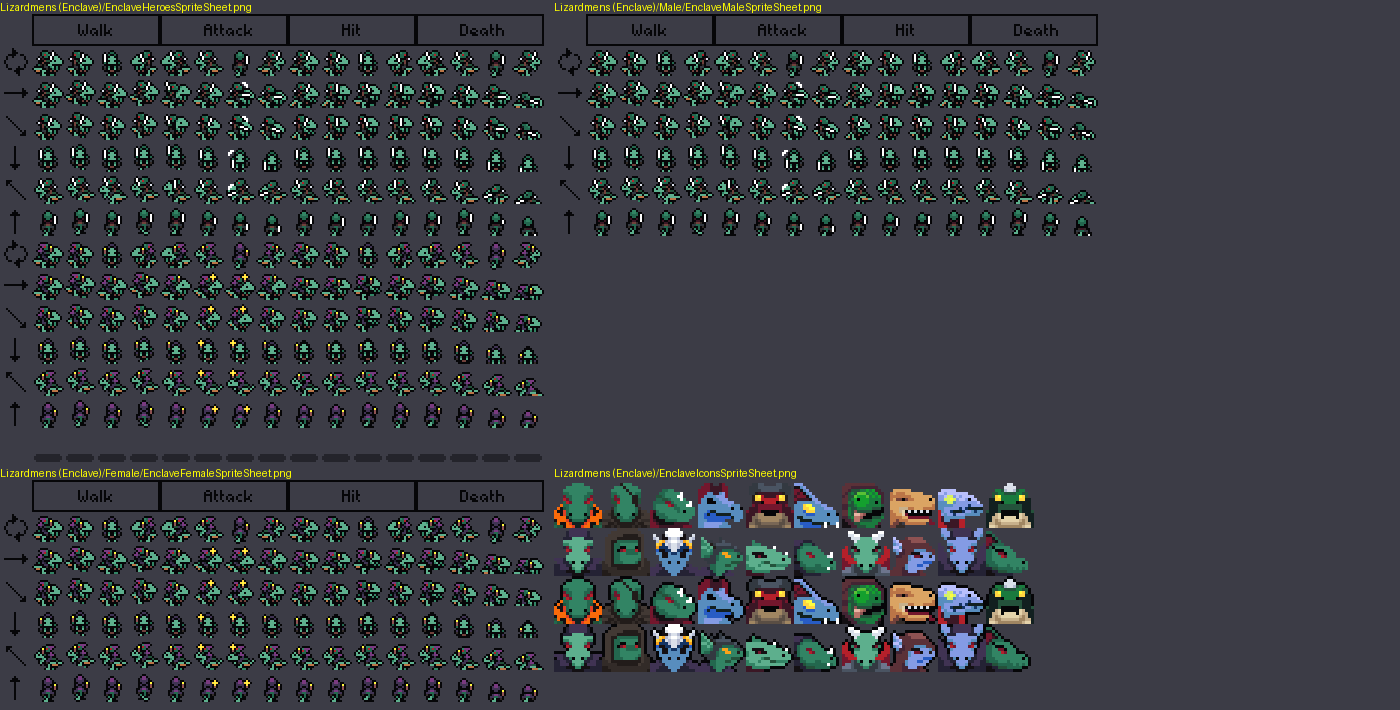 Lizardmens (Enclave)/EnclaveHeroesSpriteSheet.png
Walk Attack Hit Death
Lizardmens (Enclave)/Male/EnclaveMaleSpriteSheet.png
Walk Attack Hit Death
Lizardmens (Enclave)/Female/EnclaveFemaleSpriteSheet.png
Walk Attack Hit Death
Lizardmens (Enclave)/EnclaveIconsSpriteSheet.png